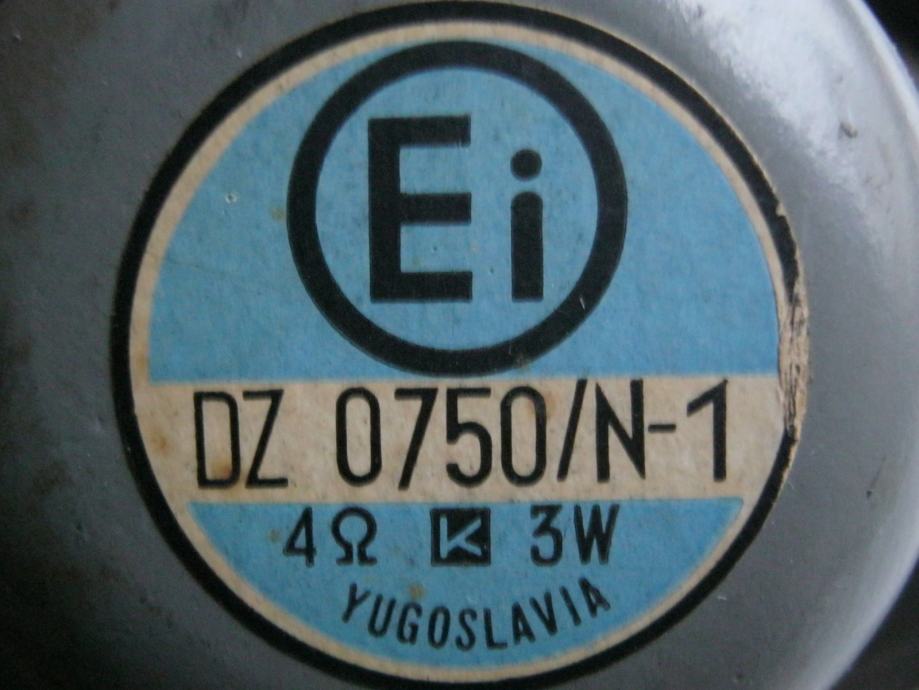 Ei
DZ 0750/N-1
4Ω K 3W
YUGOSLAVIA